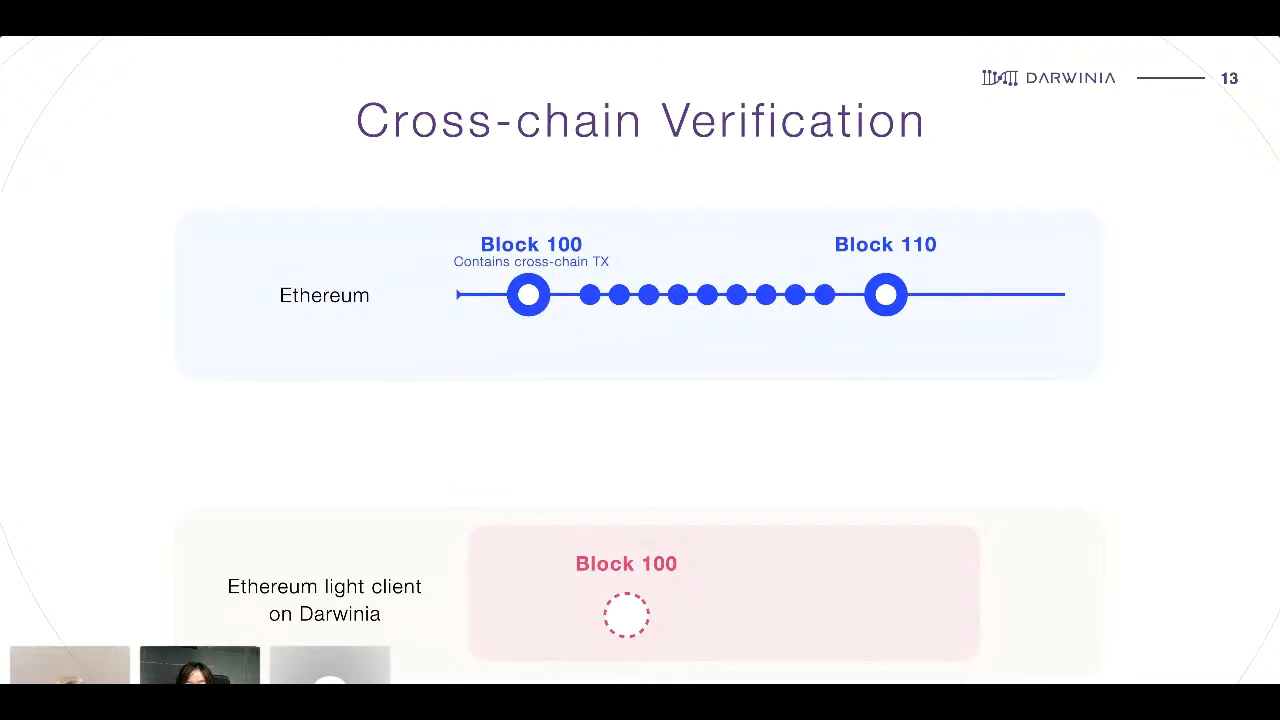 DARWINIA
13
Cross-chain Verification
Block 100
Contains cross-chain TX
Block 110
Ethereum
Block 100
Ethereum light client
on Darwinia